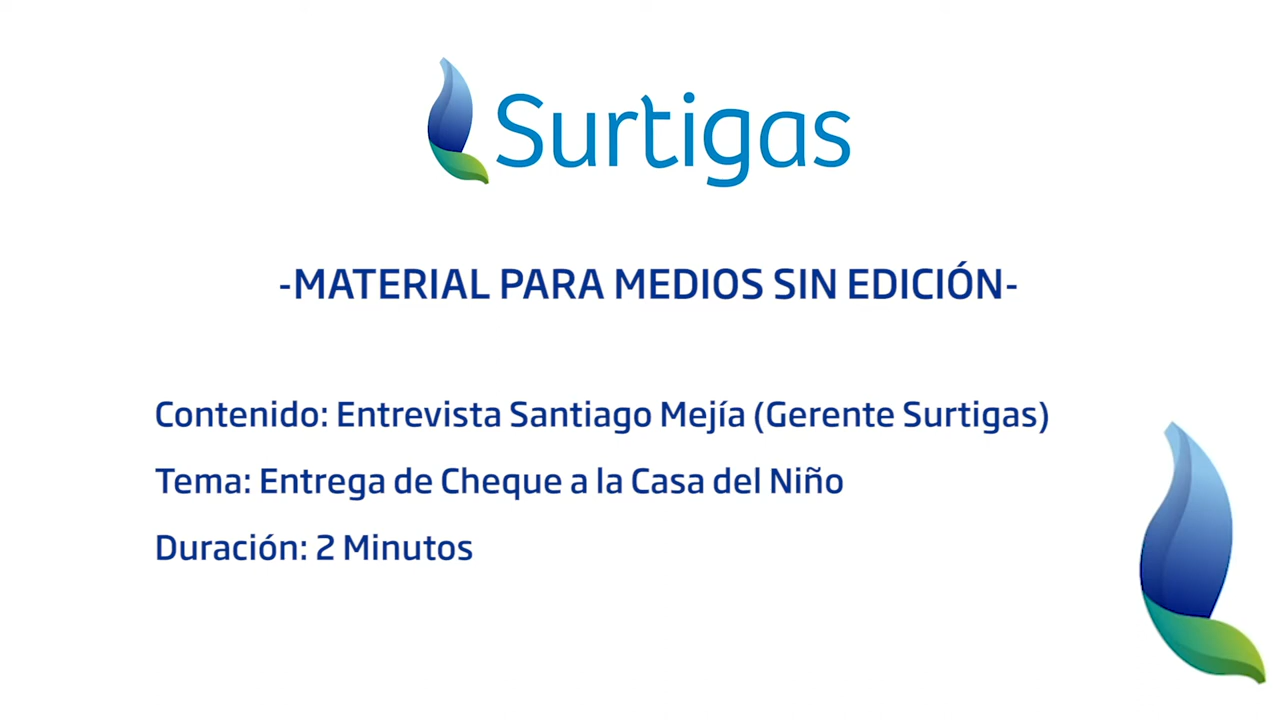 Surtigas
-MATERIAL PARA MEDIOS SIN EDICIÓN-
Contenido: Entrevista Santiago Mejía (Gerente Surtigas)
Tema: Entrega de Cheque a la Casa del Niño
Duración: 2 Minutos